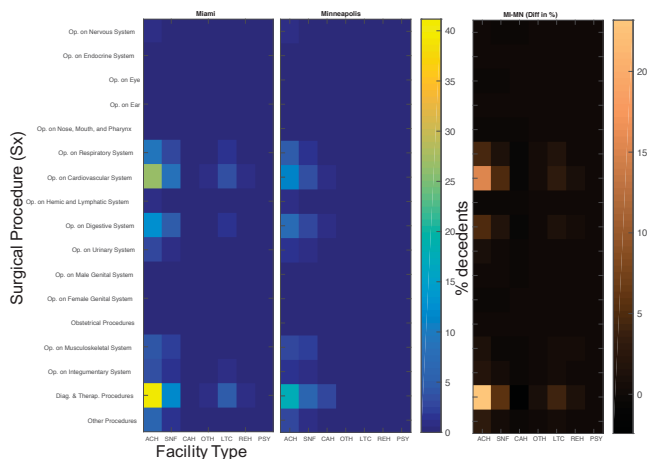 Miami
Minneapolis
MI-MN (Diff in %)
Surgical Procedure (Sx)
Op. on Nervous System
Op. on Endocrine System
Op. on Eye
Op. on Ear
Op. on Nose, Mouth, and Pharynx
Op. on Respiratory System
Op. on Cardiovascular System
Op. on Hemic and Lymphatic System
Op. on Digestive System
Op. on Urinary System
Op. on Male Genital System
Op. on Female Genital System
Obstetrical Procedures
Op. on Musculoskeletal System
Op. on Integumentary System
Diag. & Therap. Procedures
Other Procedures
ACH SNF CAH OTH LTC REH PSY
ACH SNF CAH OTH LTC REH PSY
ACH SNF CAH OTH LTC REH PSY
Facility Type
40
35
30
25
20
15
10
5
0
% decedents
20
15
10
5
0